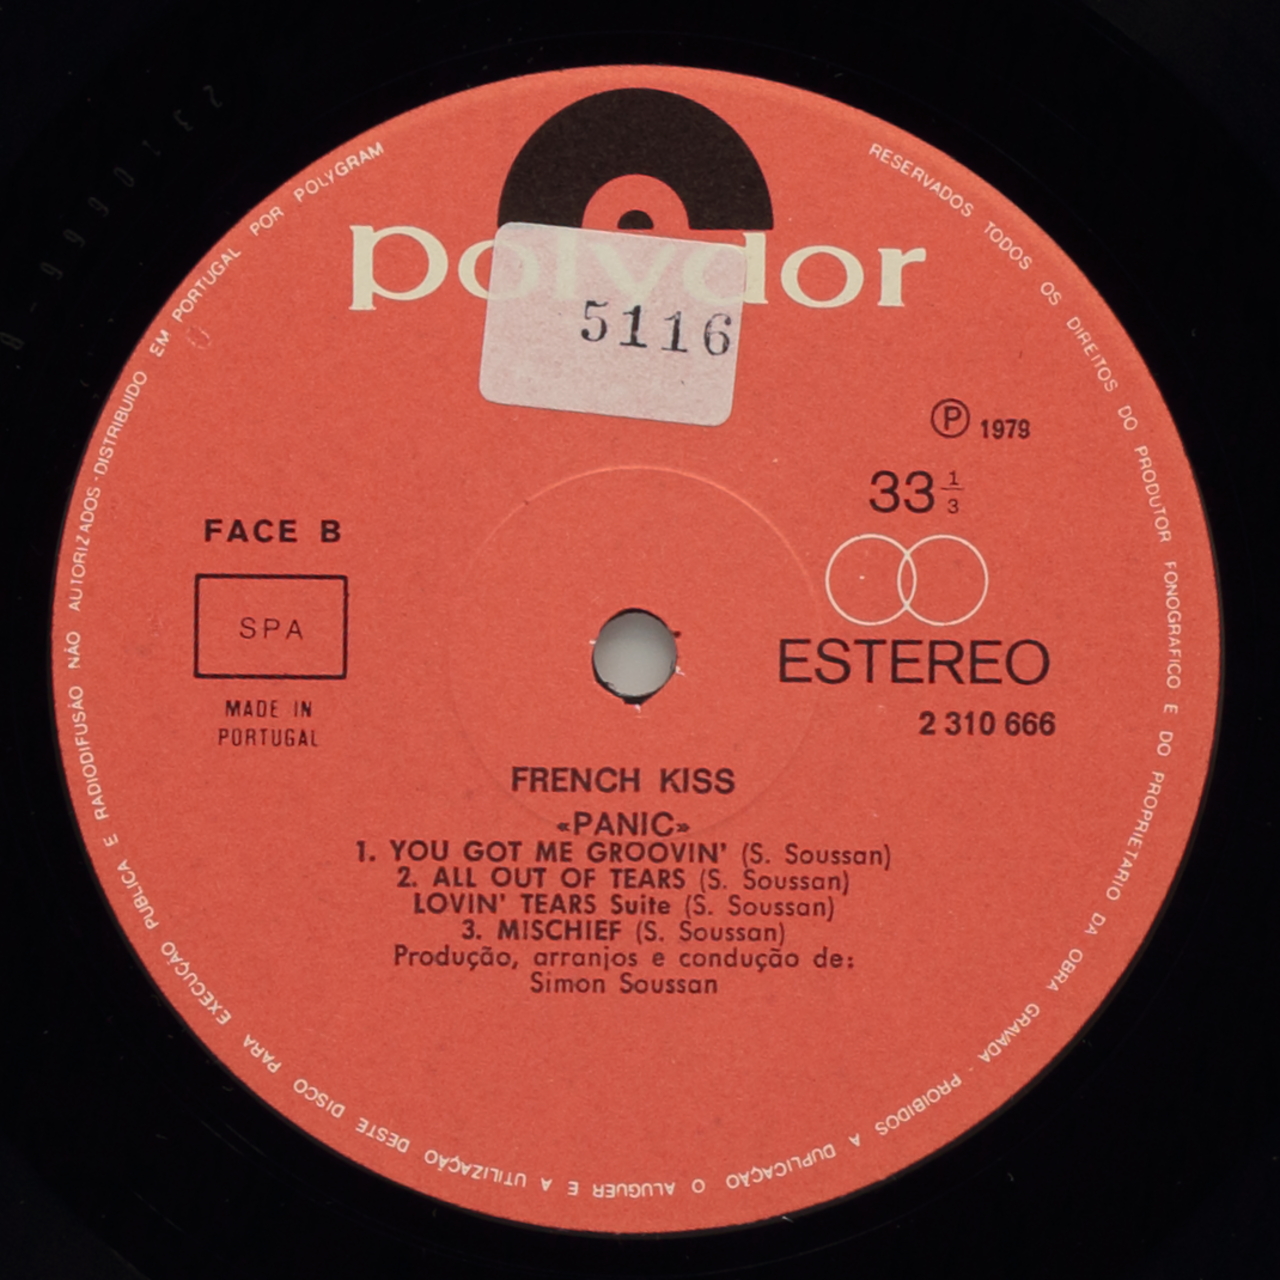 polydor
5116
Ⓟ 1979
33 1/3
FACE B
SPA
ESTEREO
MADE IN
PORTUGAL
2 310 666
FRENCH KISS
«PANIC»
1. YOU GOT ME GROOVIN' (S. Soussan)
2. ALL OUT OF TEARS (S. Soussan)
LOVIN' TEARS Suite (S. Soussan)
3. MISCHIEF (S. Soussan)
Produção, arranjos e condução de:
Simon Soussan
RESERVADOS TODOS OS DIREITOS DO PRODUTOR FONOGRAFICO E DO PROPRIETARIO DA OBRA GRAVADA - PROIBIDOS A DUPLICAÇÃO O ALUGUER E A UTILIZAÇÃO DESTE DISCO PARA EXECUÇÃO PUBLICA E RADIODIFUSÃO NÃO AUTORIZADOS - DISTRIBUIDO EM PORTUGAL POR POLYGRAM